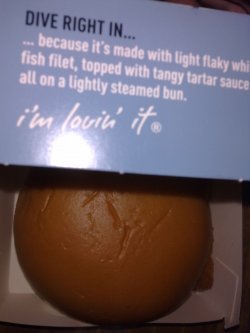 DIVE RIGHT IN...
... because it's made with light flaky whi
fish filet, topped with tangy tartar sauce
all on a lightly steamed bun.
i'm lovin' it®